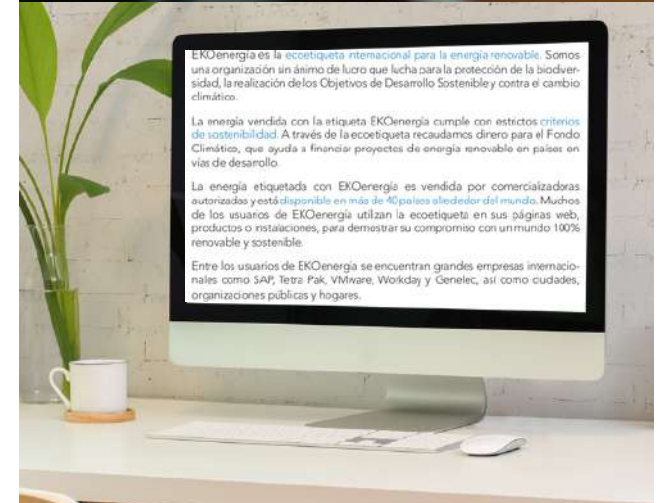 EKOenergía es la ecoetiqueta internacional para la energía renovable. Somos
una organización sin ánimo de lucro que lucha para la protección de la biodiver-
sidad, la realización de los Objetivos de Desarrollo Sostenible y contra el cambio
climático.
La energía vendida con la etiqueta EKOenergía cumple con estrictos criterios
de sostenibilidad. A través de la ecoetiqueta recaudamos dinero para el Fondo
Climático, que ayuda a financiar proyectos de energía renovable en países en
vías de desarollo.
La energía etiquetada con EKOenergía es vendida por comercializadoras
autorizadas y está disponible en más de 40 países alrededor del mundo. Muchos
de los usuarios de EKOenergía utilizan la ecoetiqueta en sus páginas web,
productos o instalaciones, para demostrar su compromiso con un mundo 100%
renovable y sostenible.
Entre los usuarios de EKOenergía se encuentran grandes empresas internacio-
nales como SAP, Tetra Pak, VMware, Workday y Genelec, así como ciudades,
organizaciones públicas y hogares.